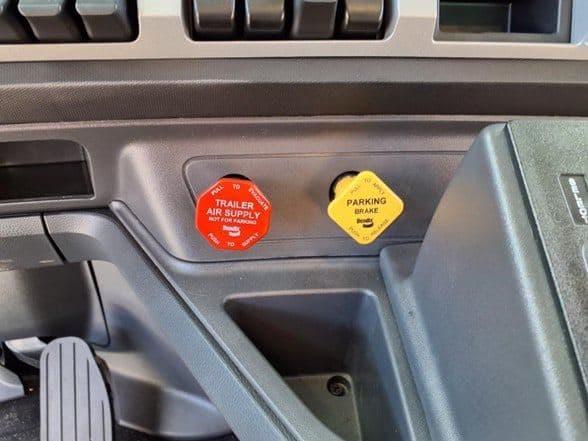 PULL TO EVACUATE
TRAILER
AIR SUPPLY
NOT FOR PARKING
Bendix
PUSH TO SUPPLY
PULL TO APPLY
PARKING
BRAKE
Bendix
PUSH TO RELEASE